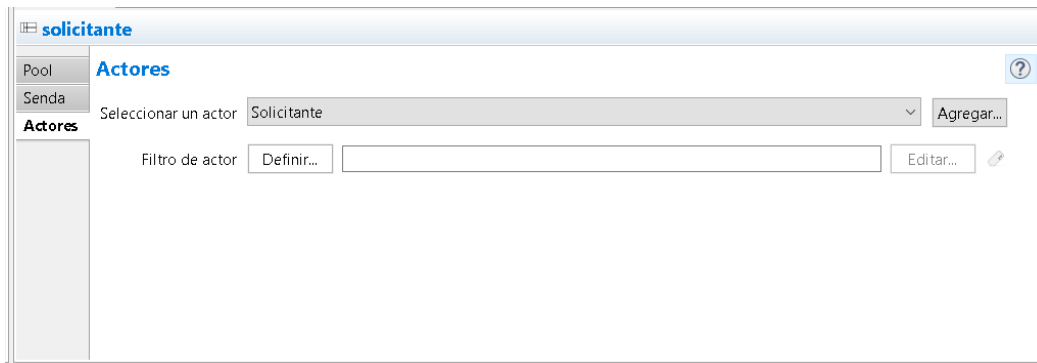 solicitante
Pool
Senda
Actores
Actores
?
Seleccionar un actor Solicitante Agregar...
Filtro de actor Definir... Editar...